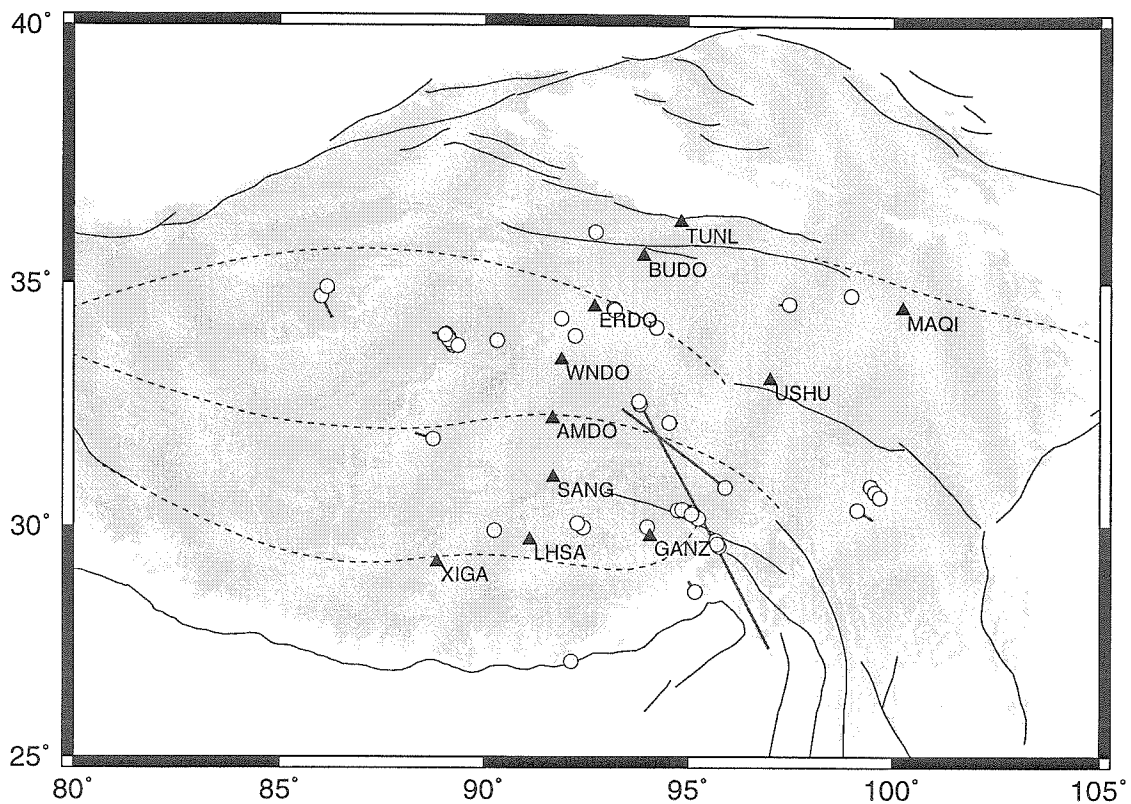 40°
TUNL
BUDO
35°
ERDO
MAQI
WNDO
USHU
AMDO
SANG
30°
LHSA
GANZ
XIGA
25°
80°
85°
90°
95°
100°
105°